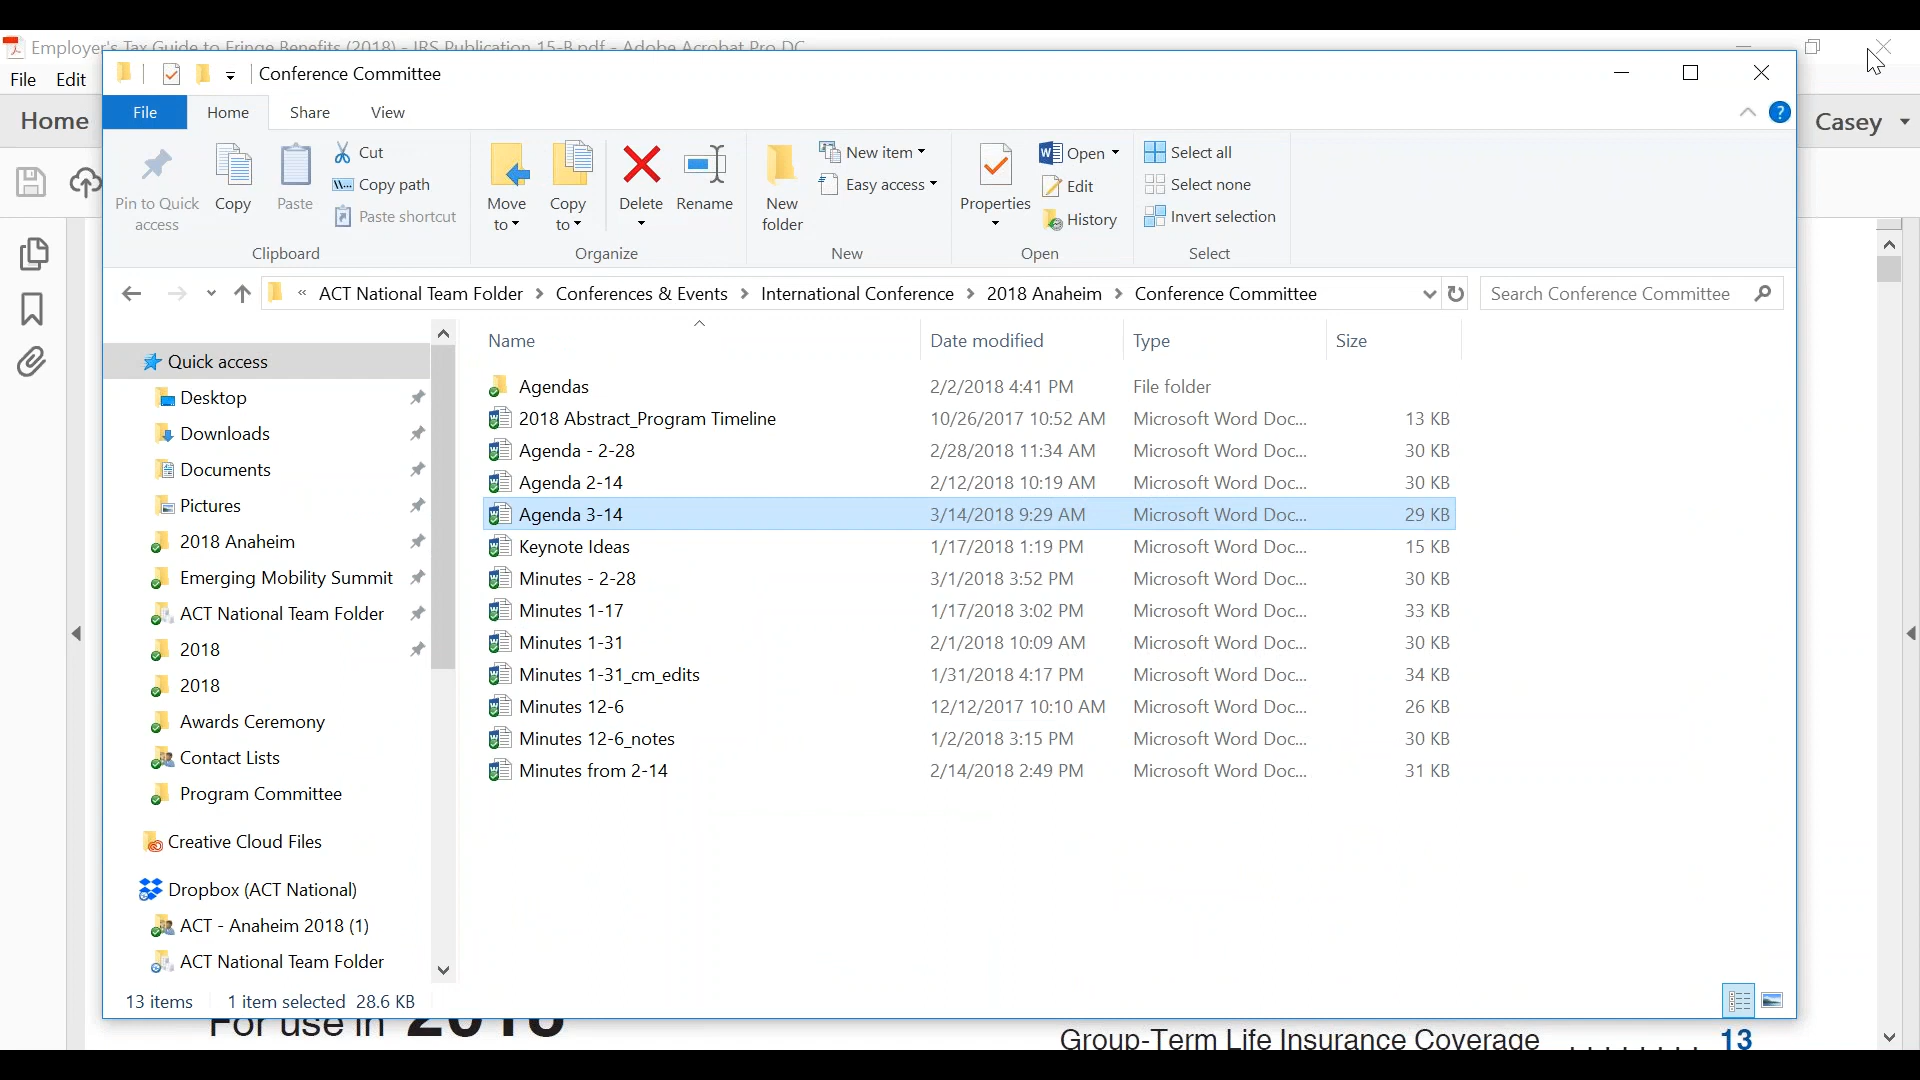 Employer's Tax Guide to Fringe Benefits (2018) - IRS Publication 15-B.pdf - Adobe Acrobat Pro DC
Conference Committee
File Edit
File Home Share View
Home
Casey
Pin to Quick access
Copy
Paste
Cut
Copy path
Paste shortcut
Clipboard
Move to
Copy to
Delete
Rename
Organize
New folder
New item
Easy access
New
Properties
Open
Edit
History
Open
Select all
Select none
Invert selection
Select
« ACT National Team Folder > Conferences & Events > International Conference > 2018 Anaheim > Conference Committee
Search Conference Committee
Quick access
Desktop
Downloads
Documents
Pictures
2018 Anaheim
Emerging Mobility Summit
ACT National Team Folder
2018
2018
Awards Ceremony
Contact Lists
Program Committee
Creative Cloud Files
Dropbox (ACT National)
ACT - Anaheim 2018 (1)
ACT National Team Folder
Name Date modified Type Size
Agendas 2/2/2018 4:41 PM File folder
2018 Abstract_Program Timeline 10/26/2017 10:52 AM Microsoft Word Doc... 13 KB
Agenda - 2-28 2/28/2018 11:34 AM Microsoft Word Doc... 30 KB
Agenda 2-14 2/12/2018 10:19 AM Microsoft Word Doc... 30 KB
Agenda 3-14 3/14/2018 9:29 AM Microsoft Word Doc... 29 KB
Keynote Ideas 1/17/2018 1:19 PM Microsoft Word Doc... 15 KB
Minutes - 2-28 3/1/2018 3:52 PM Microsoft Word Doc... 30 KB
Minutes 1-17 1/17/2018 3:02 PM Microsoft Word Doc... 33 KB
Minutes 1-31 2/1/2018 10:09 AM Microsoft Word Doc... 30 KB
Minutes 1-31_cm_edits 1/31/2018 4:17 PM Microsoft Word Doc... 34 KB
Minutes 12-6 12/12/2017 10:10 AM Microsoft Word Doc... 26 KB
Minutes 12-6_notes 1/2/2018 3:15 PM Microsoft Word Doc... 30 KB
Minutes from 2-14 2/14/2018 2:49 PM Microsoft Word Doc... 31 KB
13 items 1 item selected 28.6 KB
For use in 2018
Group-Term Life Insurance Coverage . . . . . . . . 13